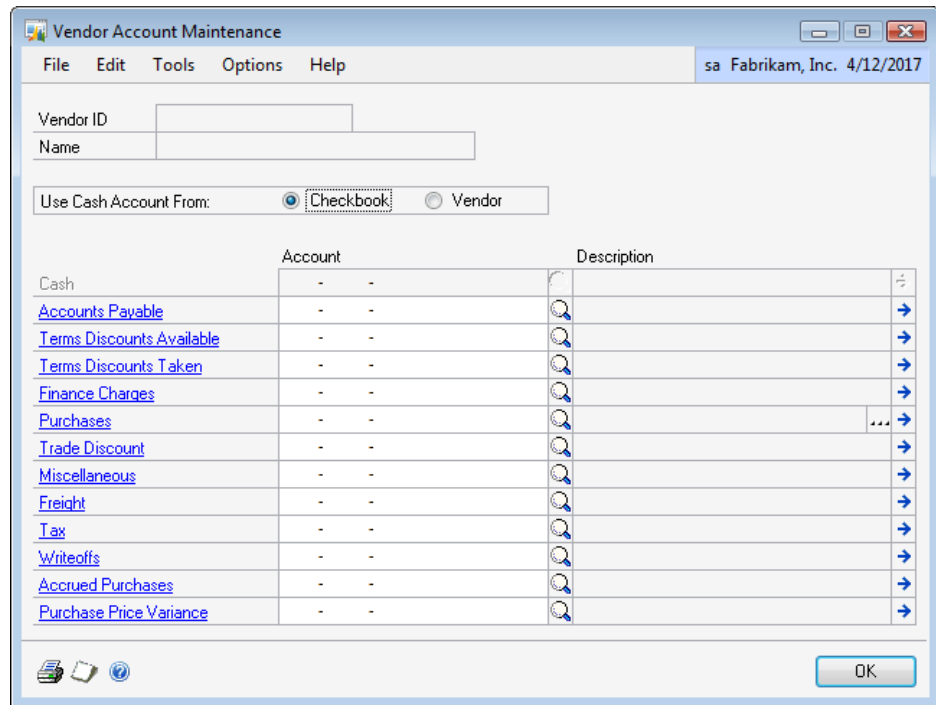 Vendor Account Maintenance
File Edit Tools Options Help sa Fabrikam, Inc. 4/12/2017
Vendor ID
Name
Use Cash Account From: Checkbook Vendor
Account Description
Cash - -
Accounts Payable - -
Terms Discounts Available - -
Terms Discounts Taken - -
Finance Charges - -
Purchases - - ...
Trade Discount - -
Miscellaneous - -
Freight - -
Tax - -
Writeoffs - -
Accrued Purchases - -
Purchase Price Variance - -
OK